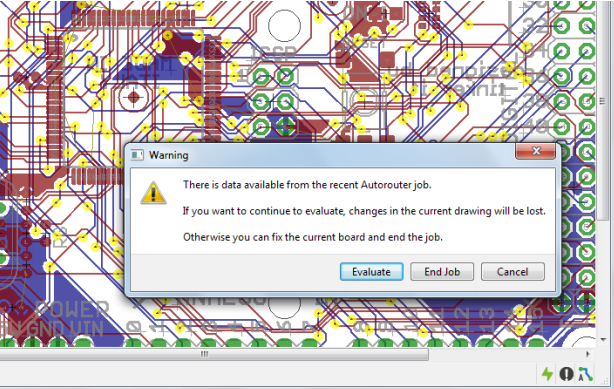 ICSP
Warning
There is data available from the recent Autorouter job.
If you want to continue to evaluate, changes in the current drawing will be lost.
Otherwise you can fix the current board and end the job.
Evaluate
End Job
Cancel
POWER
GND VIN